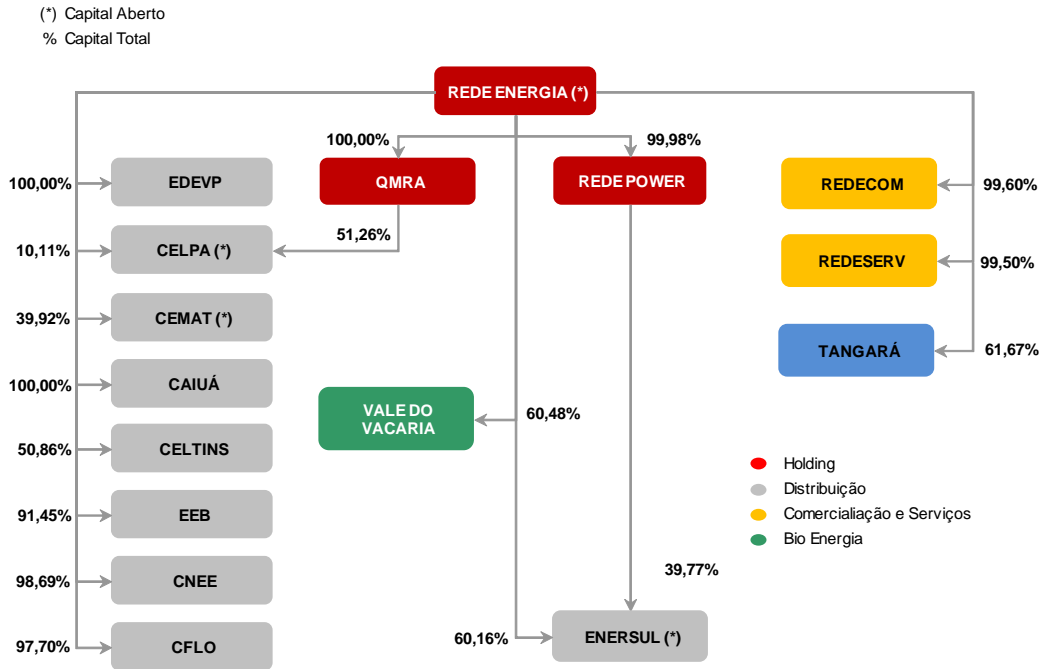 (*) Capital Aberto
% Capital Total
REDE ENERGIA (*)
100,00%
99,98%
EDEVP
QMRA
REDE POWER
REDECOM
100,00%
99,60%
51,26%
CELPA (*)
10,11%
REDESERV
99,50%
CEMAT (*)
39,92%
TANGARÁ
61,67%
CAIUÁ
100,00%
VALE DO
VACARIA
60,48%
CELTINS
50,86%
Holding
Distribuição
Comercialiação e Serviços
Bio Energia
EEB
91,45%
CNEE
98,69%
39,77%
CFLO
97,70%
60,16%
ENERSUL (*)